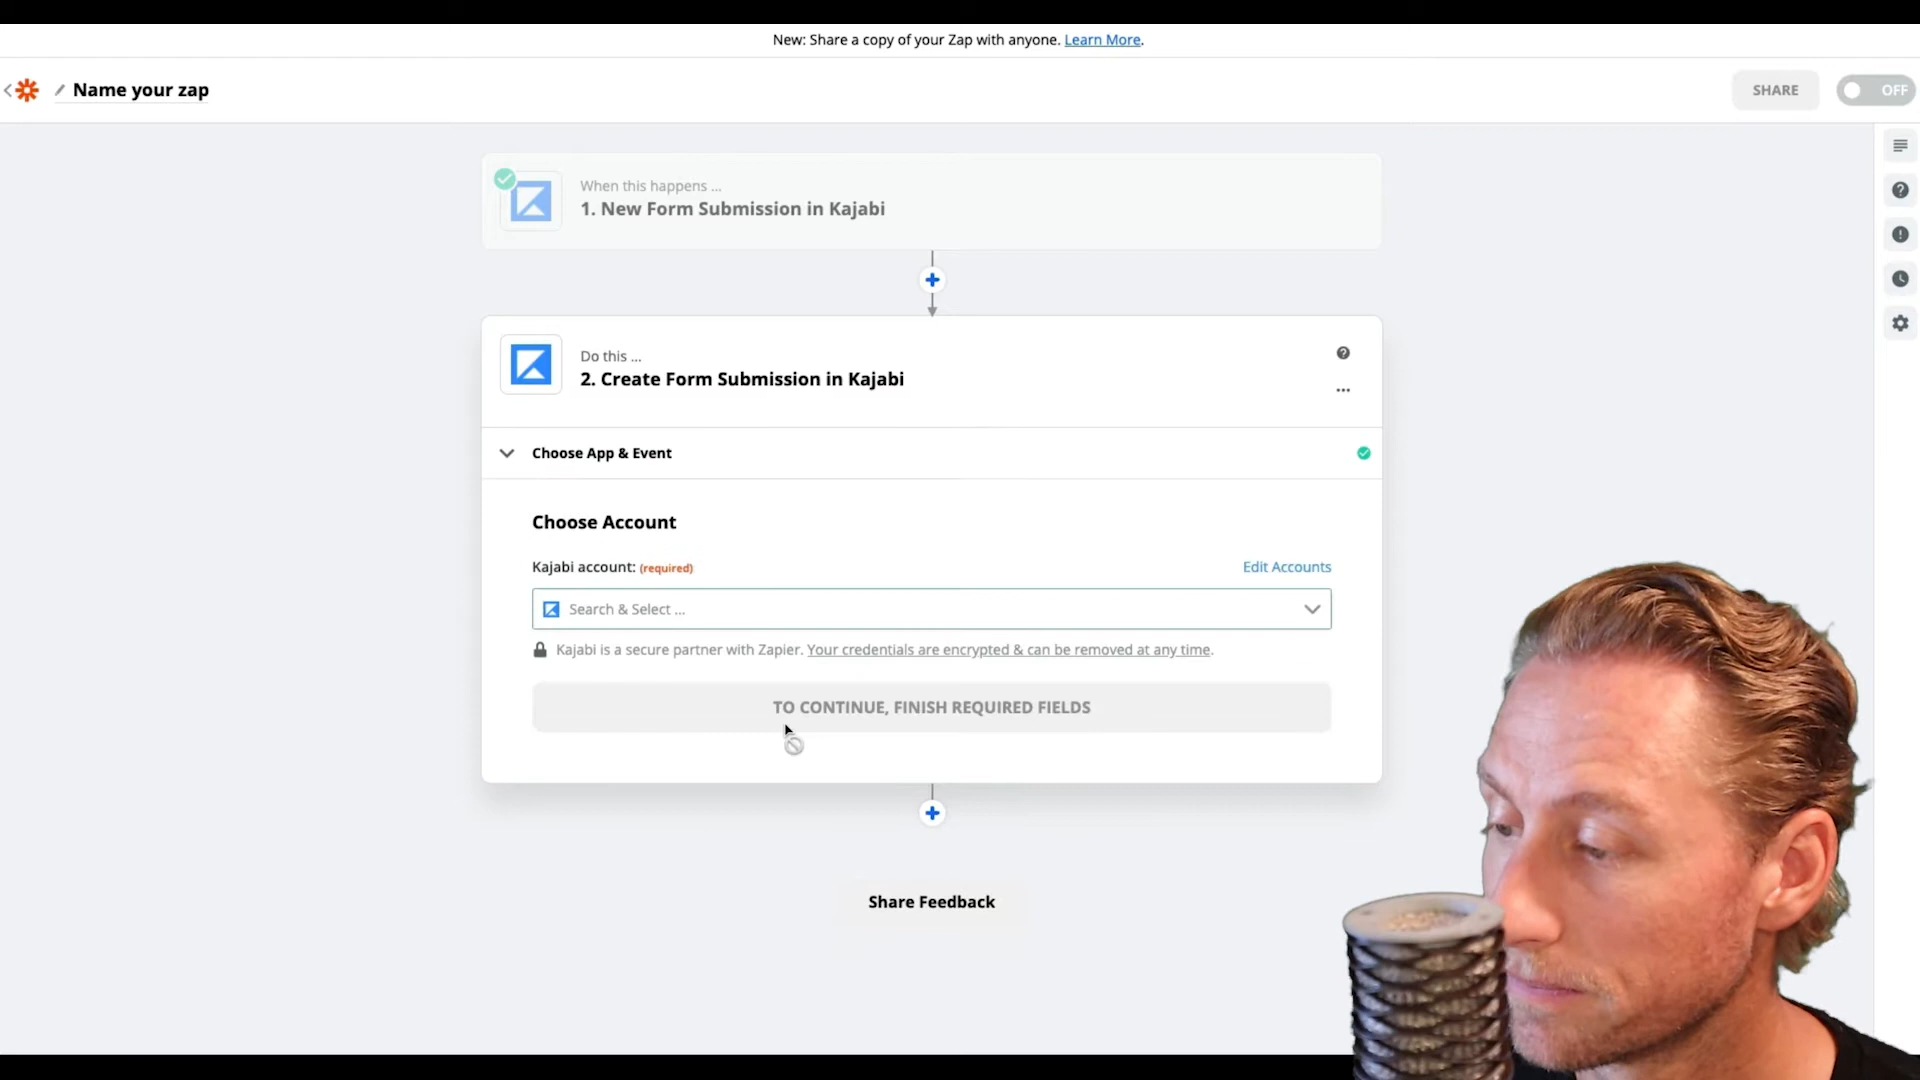 New: Share a copy of your Zap with anyone. Learn More.
Name your zap
SHARE
OFF
When this happens ...
1. New Form Submission in Kajabi
Do this ...
2. Create Form Submission in Kajabi
Choose App & Event
Choose Account
Kajabi account: (required)
Edit Accounts
Search & Select ...
Kajabi is a secure partner with Zapier. Your credentials are encrypted & can be removed at any time.
TO CONTINUE, FINISH REQUIRED FIELDS
Share Feedback